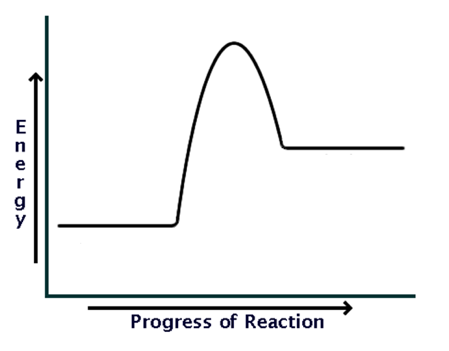 Energy
Progress of Reaction